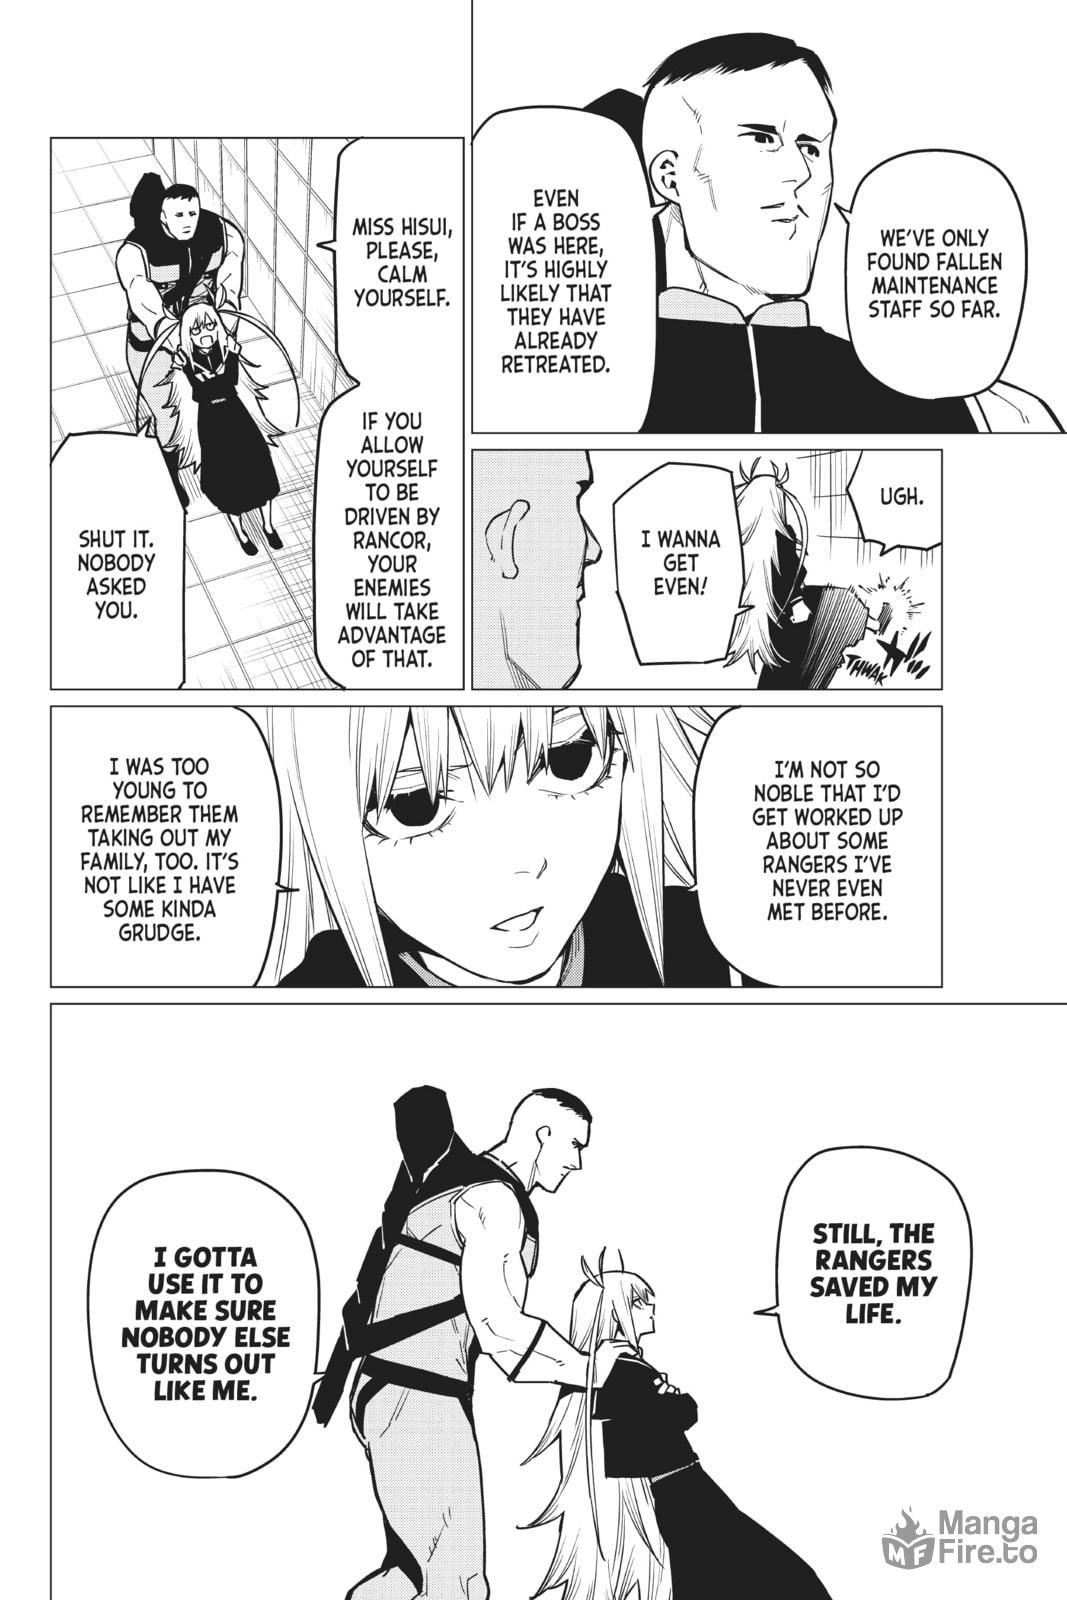 WE'VE ONLY
FOUND FALLEN
MAINTENANCE
STAFF SO FAR.
EVEN
IF A BOSS
WAS HERE,
IT'S HIGHLY
LIKELY THAT
THEY HAVE
ALREADY
RETREATED.
MISS HISUI,
PLEASE,
CALM
YOURSELF.
IF YOU
ALLOW
YOURSELF
TO BE
DRIVEN BY
RANCOR,
YOUR
ENEMIES
WILL TAKE
ADVANTAGE
OF THAT.
SHUT IT.
NOBODY
ASKED
YOU.
UGH.
THWAK
I WANNA
GET
EVEN!
I'M NOT SO
NOBLE THAT I'D
GET WORKED UP
ABOUT SOME
RANGERS I'VE
NEVER EVEN
MET BEFORE.
I WAS TOO
YOUNG TO
REMEMBER THEM
TAKING OUT MY
FAMILY, TOO. IT'S
NOT LIKE I HAVE
SOME KINDA
GRUDGE.
STILL, THE
RANGERS
SAVED MY
LIFE.
I GOTTA
USE IT TO
MAKE SURE
NOBODY ELSE
TURNS OUT
LIKE ME.
MF
Manga
Fire.to